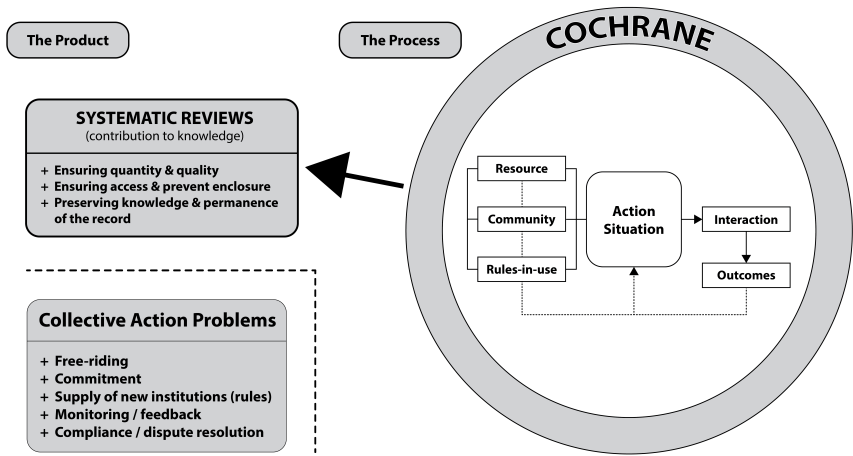 The Product
The Process
COCHRANE
SYSTEMATIC REVIEWS
(contribution to knowledge)
+ Ensuring quantity & quality
+ Ensuring access & prevent enclosure
+ Preserving knowledge & permanence
of the record
Resource
Community
Rules-in-use
Action
Situation
Interaction
Outcomes
Collective Action Problems
+ Free-riding
+ Commitment
+ Supply of new institutions (rules)
+ Monitoring / feedback
+ Compliance / dispute resolution